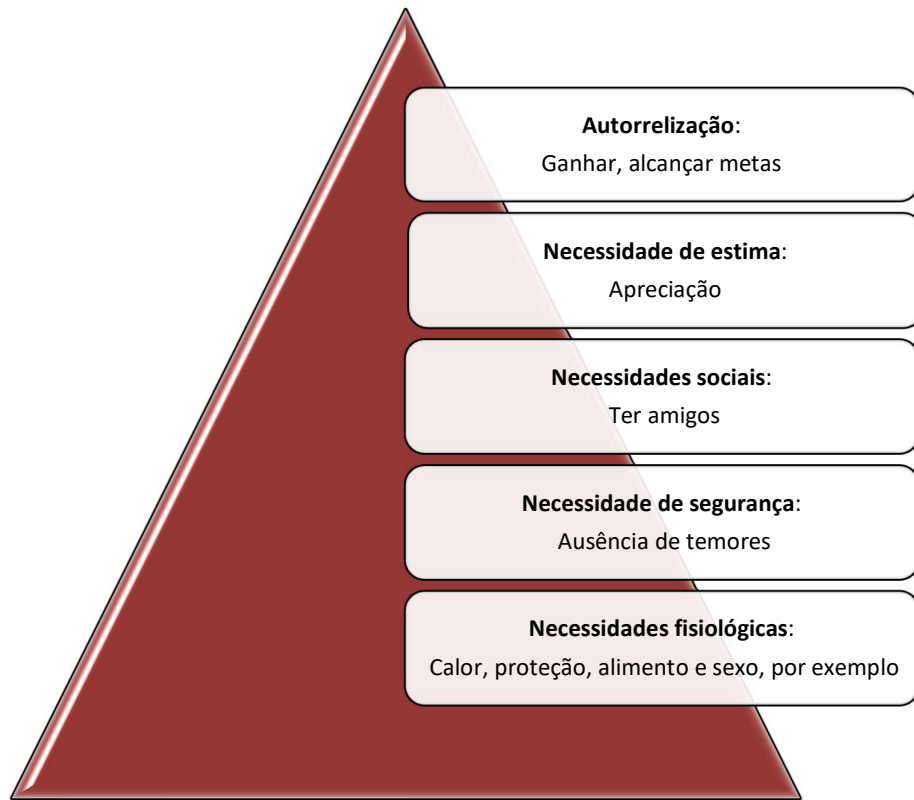 Autorrelização:
Ganhar, alcançar metas
Necessidade de estima:
Apreciação
Necessidades sociais:
Ter amigos
Necessidade de segurança:
Ausência de temores
Necessidades fisiológicas:
Calor, proteção, alimento e sexo, por exemplo